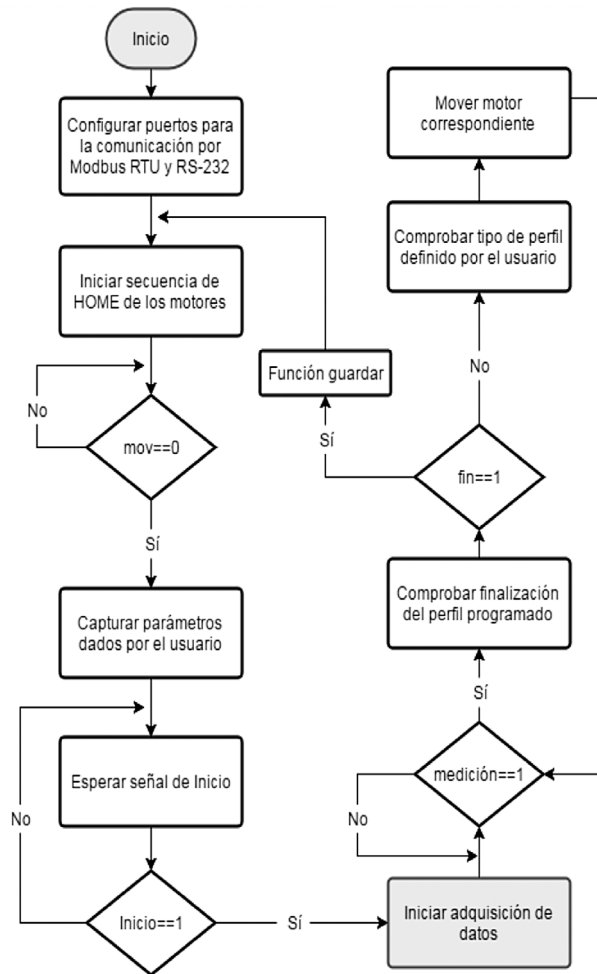 Inicio
Configurar puertos para
la comunicación por
Modbus RTU y RS-232
Iniciar secuencia de
HOME de los motores
No
mov==0
Sí
Capturar parámetros
dados por el usuario
Esperar señal de Inicio
No
Inicio==1
Sí
Iniciar adquisición de
datos
No
medición==1
Sí
Comprobar finalización
del perfil programado
fin==1
Sí
Función guardar
No
Comprobar tipo de perfil
definido por el usuario
Mover motor
correspondiente